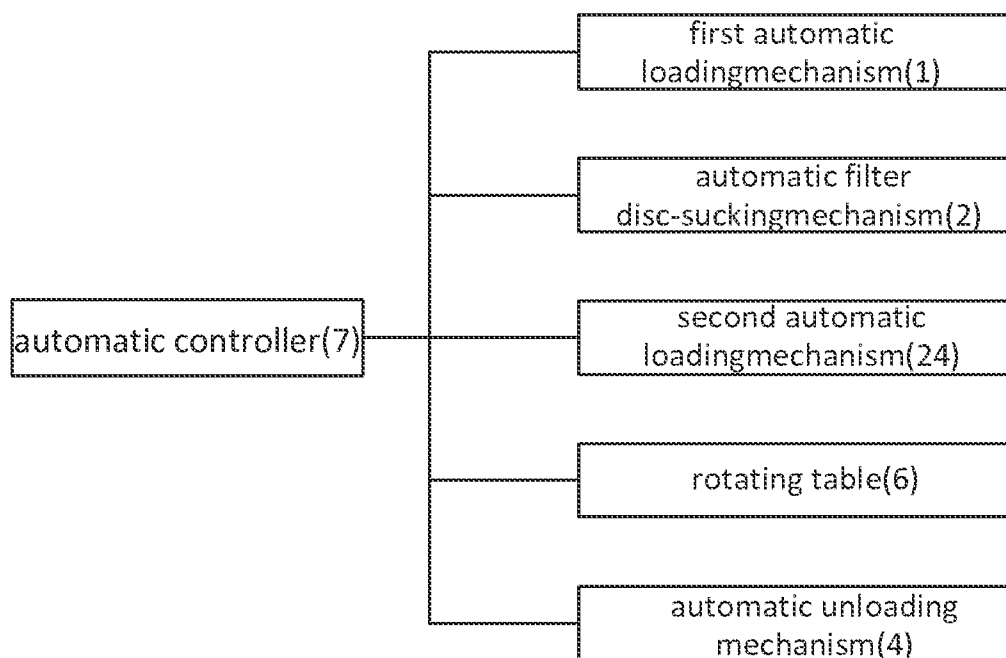 first automatic
loadingmechanism(1)
automatic filter
disc-suckingmechanism(2)
automatic controller(7)
second automatic
loadingmechanism(24)
rotating table(6)
automatic unloading
mechanism(4)